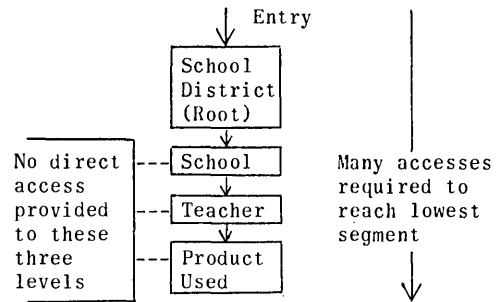 Entry
School
District
(Root)
School
Teacher
Product
Used
No direct
access
provided
to these
three
levels
Many accesses
required to
reach lowest
segment